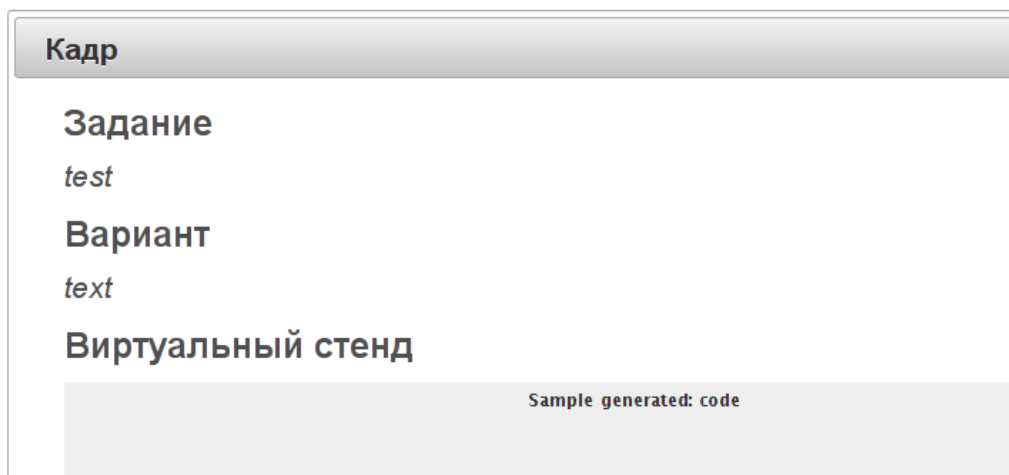 Кадр
Задание
test
Вариант
text
Виртуальный стенд
Sample generated: code